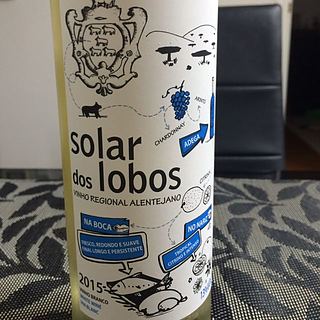 ARINTO
CHARDONNAY
ADEGA
solar
dos lobos
VINHO REGIONAL ALENTEJANO
NA BOCA
FRESCO, REDONDO E SUAVE
FINAL LONGO E PERSISTENTE
NO NARIZ
TROPICAL
2015